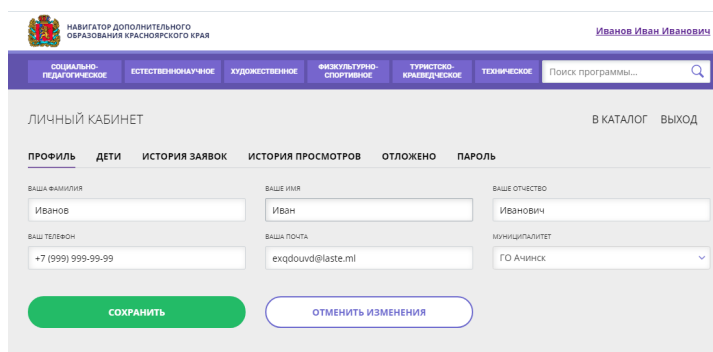 НАВИГАТОР ДОПОЛНИТЕЛЬНОГО
ОБРАЗОВАНИЯ КРАСНОЯРСКОГО КРАЯ
Иванов Иван Иванович
СОЦИАЛЬНО-
ПЕДАГОГИЧЕСКОЕ
ЕСТЕСТВЕННОНАУЧНОЕ
ХУДОЖЕСТВЕННОЕ
ФИЗКУЛЬТУРНО-
СПОРТИВНОЕ
ТУРИСТСКО-
КРАЕВЕДЧЕСКОЕ
ТЕХНИЧЕСКОЕ
Поиск программы...
ЛИЧНЫЙ КАБИНЕТ
В КАТАЛОГ ВЫХОД
ПРОФИЛЬ ДЕТИ ИСТОРИЯ ЗАЯВОК ИСТОРИЯ ПРОСМОТРОВ ОТЛОЖЕНО ПАРОЛЬ
ВАША ФАМИЛИЯ ВАШЕ ИМЯ ВАШЕ ОТЧЕСТВО
Иванов Иван Иванович
ВАШ ТЕЛЕФОН ВАША ПОЧТА МУНИЦИПАЛИТЕТ
+7 (999) 999-99-99 exqdouvd@laste.ml ГО Ачинск
СОХРАНИТЬ ОТМЕНИТЬ ИЗМЕНЕНИЯ